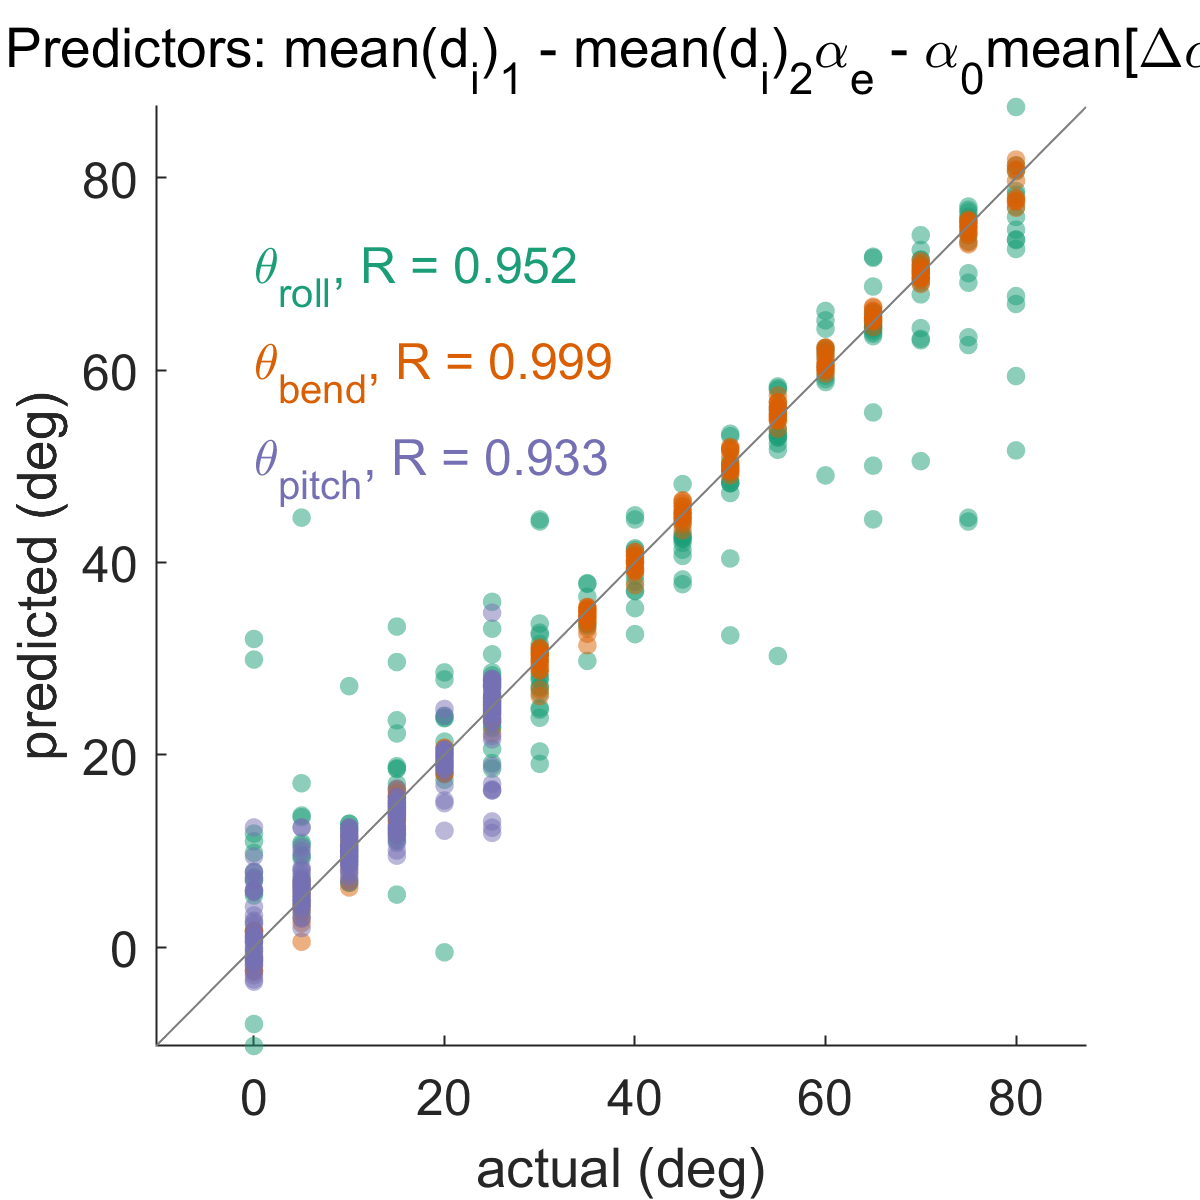 Predictors: mean(dᵢ)₁ - mean(dᵢ)₂αₑ - α₀mean[Δ
80
60
40
20
0
θroll, R = 0.952
θbend, R = 0.999
θpitch, R = 0.933
predicted (deg)
0 20 40 60 80
actual (deg)